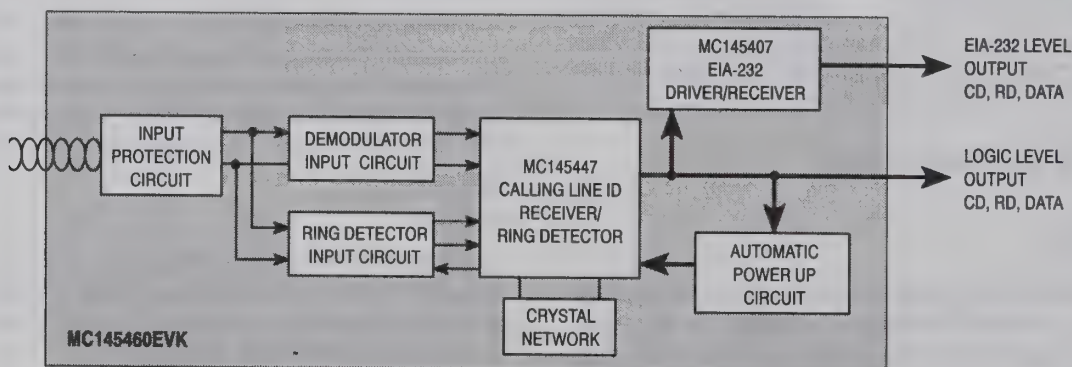 MC145407
EIA-232
DRIVER/RECEIVER
EIA-232 LEVEL
OUTPUT
CD, RD, DATA
INPUT
PROTECTION
CIRCUIT
DEMODULATOR
INPUT CIRCUIT
RING DETECTOR
INPUT CIRCUIT
MC145447
CALLING LINE ID
RECEIVER/
RING DETECTOR
LOGIC LEVEL
OUTPUT
CD, RD, DATA
AUTOMATIC
POWER UP
CIRCUIT
CRYSTAL
NETWORK
MC145460EVK